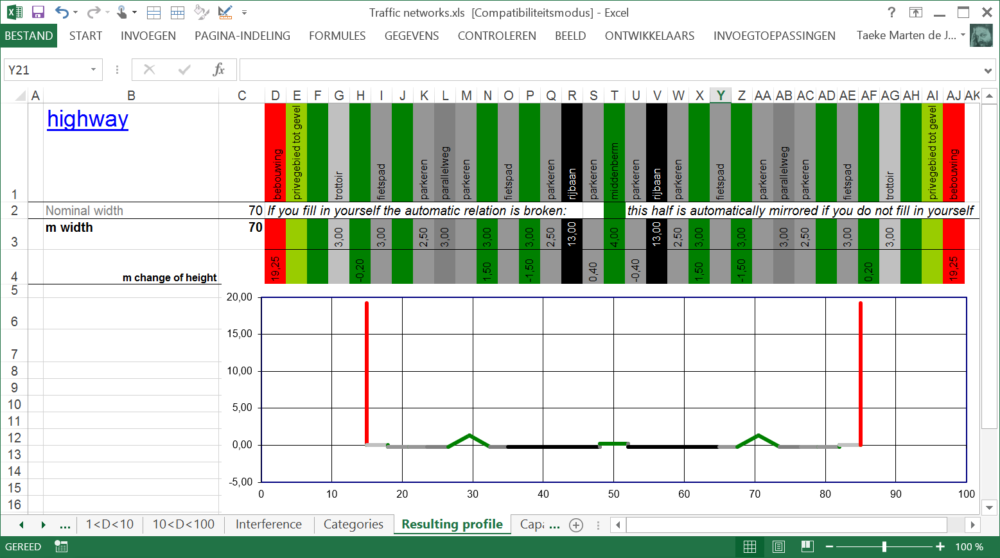 Traffic networks.xls [Compatibiliteitsmodus] - Excel
BESTAND START INVOEGEN PAGINA-INDELING FORMULES GEGEVENS CONTROLEREN BEELD ONTWIKKELAARS INVOEGTOEPASSINGEN Taeke Marten de J...
Y21 fx
A B C D E F G H I J K L M N O P Q R S T U V W X Y Z AA AB AC AD AE AF AG AH AI AJ AK
1 highway bebouwing privegebied tot gevel trottoir fietspad parkeren parallelweg parkeren fietspad parkeren rijbaan parkeren middenberm parkeren rijbaan parkeren fietspad parkeren parallelweg parkeren fietspad trottoir privegebied tot gevel bebouwing
2 Nominal width 70 If you fill in yourself the automatic relation is broken: this half is automatically mirrored if you do not fill in yourself
3 m width 70 3,00 3,00 2,50 3,00 3,00 3,00 2,50 13,00 4,00 13,00 2,50 3,00 3,00 3,00 2,50 3,00 3,00
4 m change of height 19,25 -0,20 1,50 -1,50 0,40 -0,40 1,50 -1,50 0,20 19,25
5
6
7
8
9
10
11
12
13
14
15
16
20,00
15,00
10,00
5,00
0,00
-5,00
0 10 20 30 40 50 60 70 80 90 100
... 1<D<10 10<D<100 Interference Categories Resulting profile Capa ...
GEREED 100 %